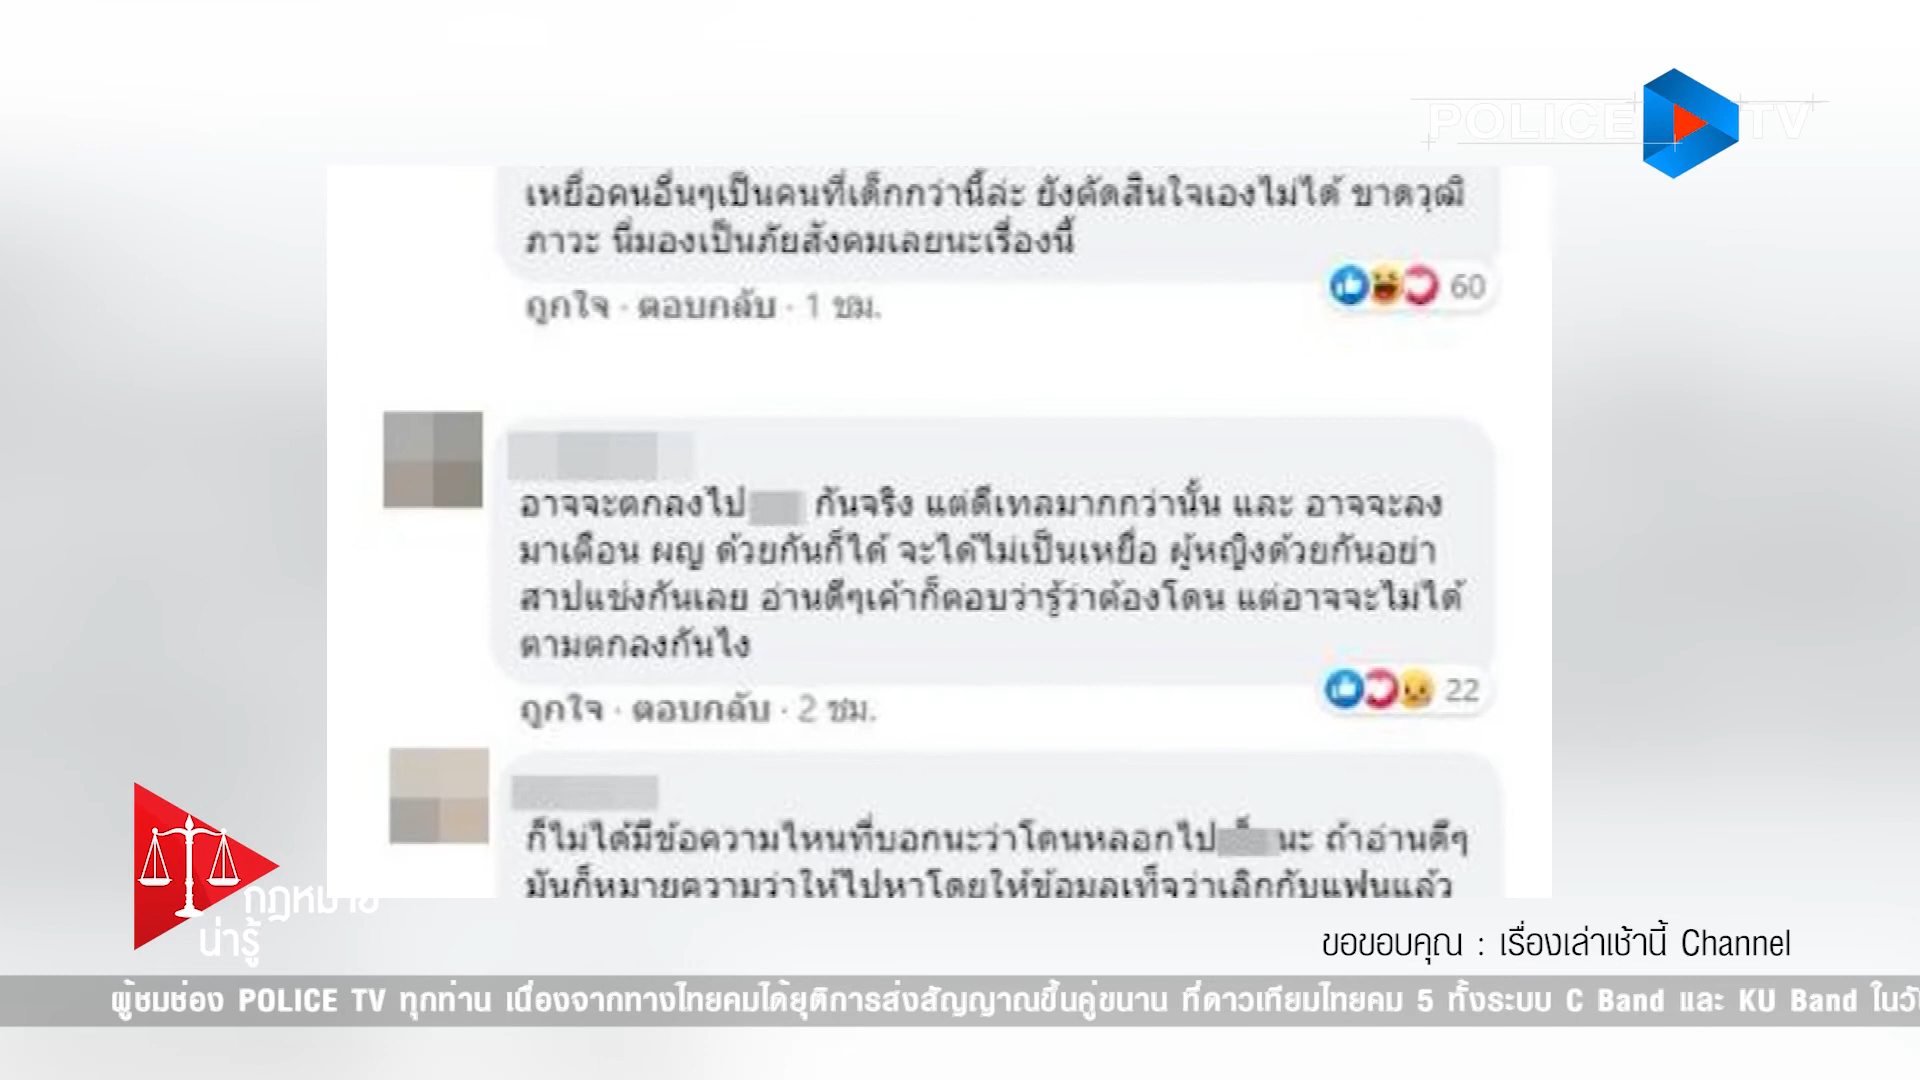 POLICE TV
เหยื่อคนอื่นๆเป็นคนที่เด็กกว่านี้ล่ะ ยังตัดสินใจเองไม่ได้ ขาดวุฒิ
ภาวะ นี่มองเป็นภัยสังคมเลยนะเรื่องนี้
60
ถูกใจ · ตอบกลับ · 1 ชม.
อาจจะตกลงไป กันจริง แต่ดีเทลมากกว่านั้น และ อาจจะลง
มาเตือน ผญ ด้วยกันก็ได้ จะได้ไม่เป็นเหยื่อ ผู้หญิงด้วยกันอย่า
สาปแช่งกันเลย อ่านดีๆเค้าก็ตอบว่ารู้ว่าต้องโดน แต่อาจจะไม่ได้
ตามตกลงกันไง
22
ถูกใจ · ตอบกลับ · 2 ชม.
ก็ไม่ได้มีข้อความไหนที่บอกนะว่าโดนหลอกไป นะ ถ้าอ่านดีๆ
มันก็หมายความว่าให้ไปหาโดยให้ข้อมูลเท็จว่าเลิกกับแฟนแล้ว
กฎหมาย
น่ารู้
ขอขอบคุณ : เรื่องเล่าเช้านี้ Channel
ผู้ชมช่อง POLICE TV ทุกท่าน เนื่องจากทางไทยคมได้ยุติการส่งสัญญาณขึ้นคู่ขนาน ที่ดาวเทียมไทยคม 5 ทั้งระบบ C Band และ KU Band ในวั